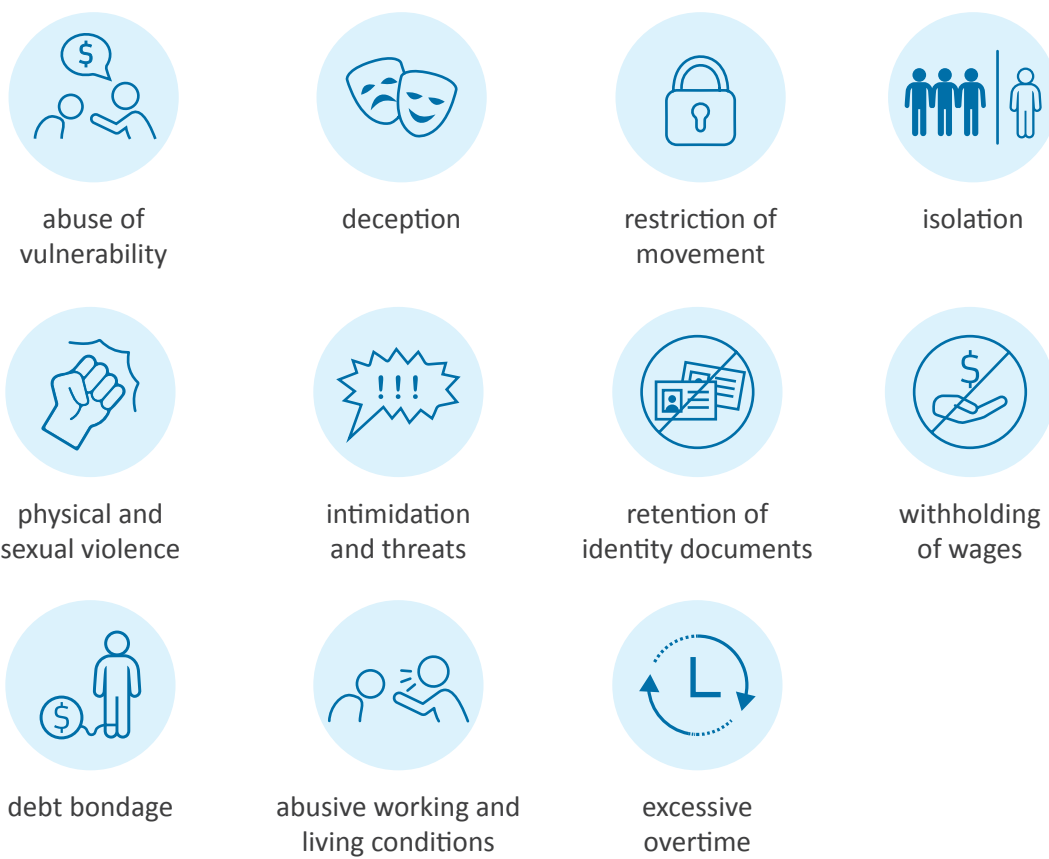 $
abuse of
vulnerability
deception
restriction of
movement
isolation
physical and
sexual violence
!!!
intimidation
and threats
retention of
identity documents
$
withholding
of wages
$
debt bondage
abusive working and
living conditions
excessive
overtime